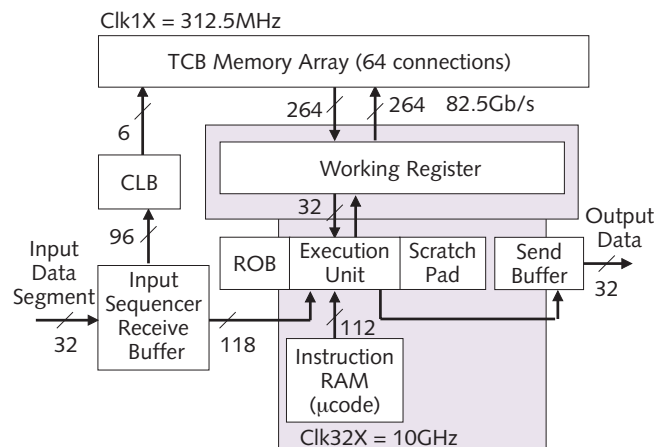 Clk1X = 312.5MHz
TCB Memory Array (64 connections)
264
264
82.5Gb/s
6
Working Register
CLB
32
96
Output
Data
Input
Data
Segment
ROB
Execution
Unit
Scratch
Pad
Send
Buffer
Input
Sequencer
Receive
Buffer
32
32
118
112
Instruction
RAM
(μcode)
Clk32X = 10GHz